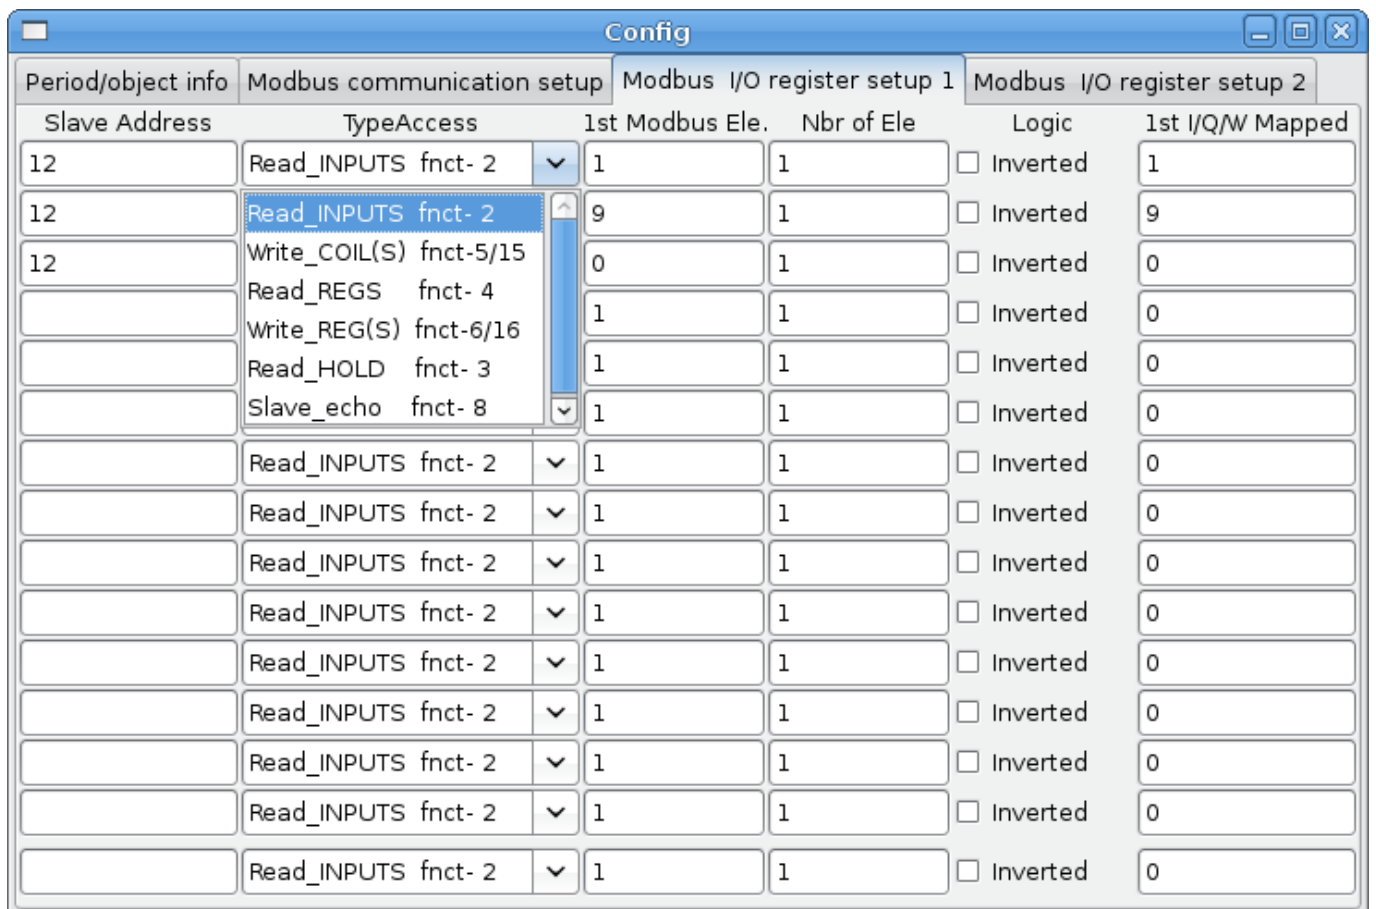 Config
Period/object info Modbus communication setup Modbus I/O register setup 1 Modbus I/O register setup 2
Slave Address TypeAccess 1st Modbus Ele. Nbr of Ele Logic 1st I/Q/W Mapped
12 Read_INPUTS fnct- 2 1 1 Inverted 1
12 Read_INPUTS fnct- 2 9 1 Inverted 9
Write_COIL(S) fnct-5/15
12 0 1 Inverted 0
Read_REGS fnct- 4
1 1 Inverted 0
Write_REG(S) fnct-6/16
Read_HOLD fnct- 3 1 1 Inverted 0
Slave_echo fnct- 8 1 1 Inverted 0
Read_INPUTS fnct- 2 1 1 Inverted 0
Read_INPUTS fnct- 2 1 1 Inverted 0
Read_INPUTS fnct- 2 1 1 Inverted 0
Read_INPUTS fnct- 2 1 1 Inverted 0
Read_INPUTS fnct- 2 1 1 Inverted 0
Read_INPUTS fnct- 2 1 1 Inverted 0
Read_INPUTS fnct- 2 1 1 Inverted 0
Read_INPUTS fnct- 2 1 1 Inverted 0
Read_INPUTS fnct- 2 1 1 Inverted 0